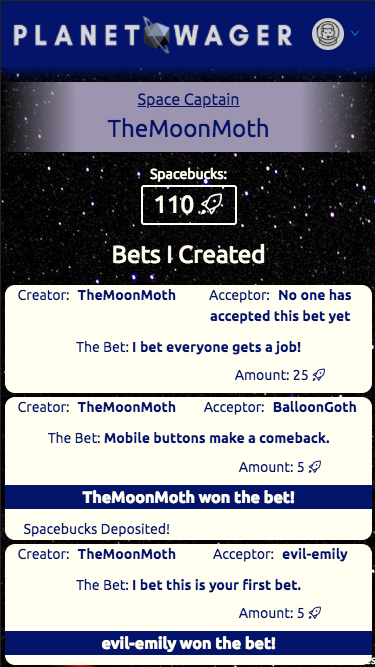 PLANET WAGER
Space Captain
TheMoonMoth
Spacebucks:
110
Bets I Created
Creator: TheMoonMoth Acceptor: No one has
accepted this bet yet
The Bet: I bet everyone gets a job!
Amount: 25
Creator: TheMoonMoth Acceptor: BalloonGoth
The Bet: Mobile buttons make a comeback.
Amount: 5
TheMoonMoth won the bet!
Spacebucks Deposited!
Creator: TheMoonMoth Acceptor: evil-emily
The Bet: I bet this is your first bet.
Amount: 5
evil-emily won the bet!